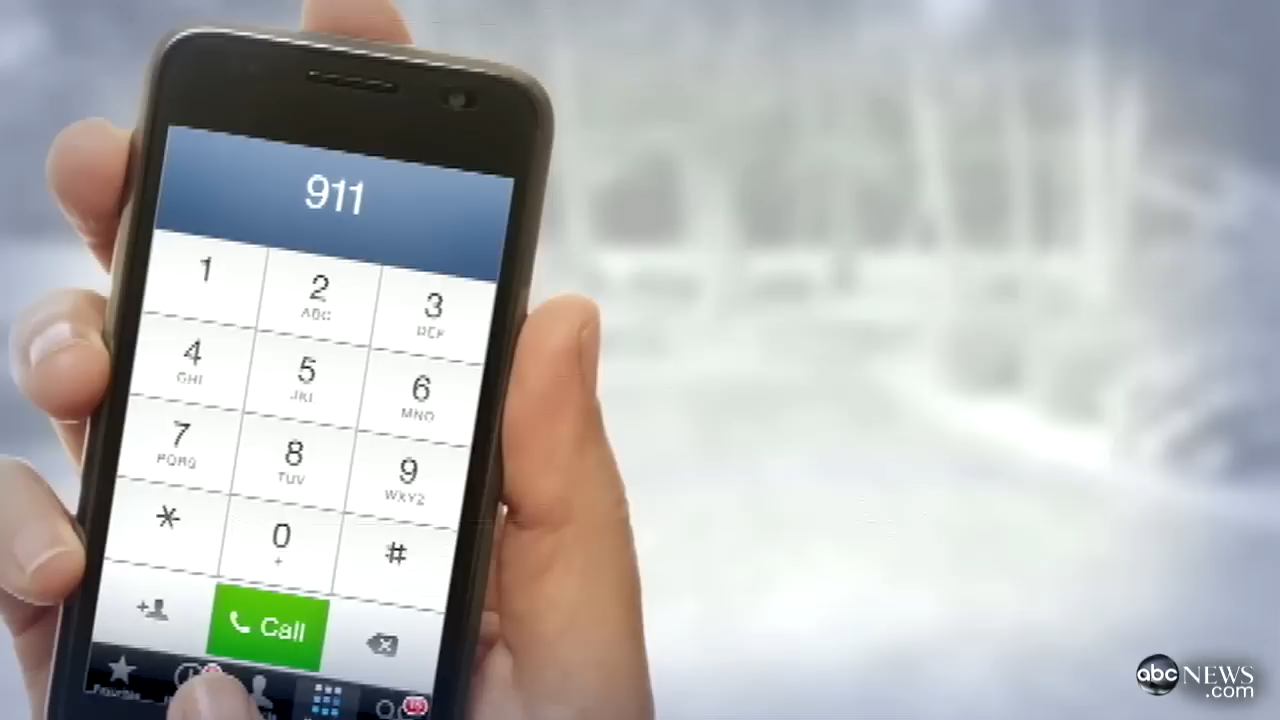 911
1
2
ABC
3
DEF
4
GHI
5
JKL
6
MNO
7
PQRS
8
TUV
9
WXYZ
*
0
+
#
Call
Favorites
abc NEWS
.com